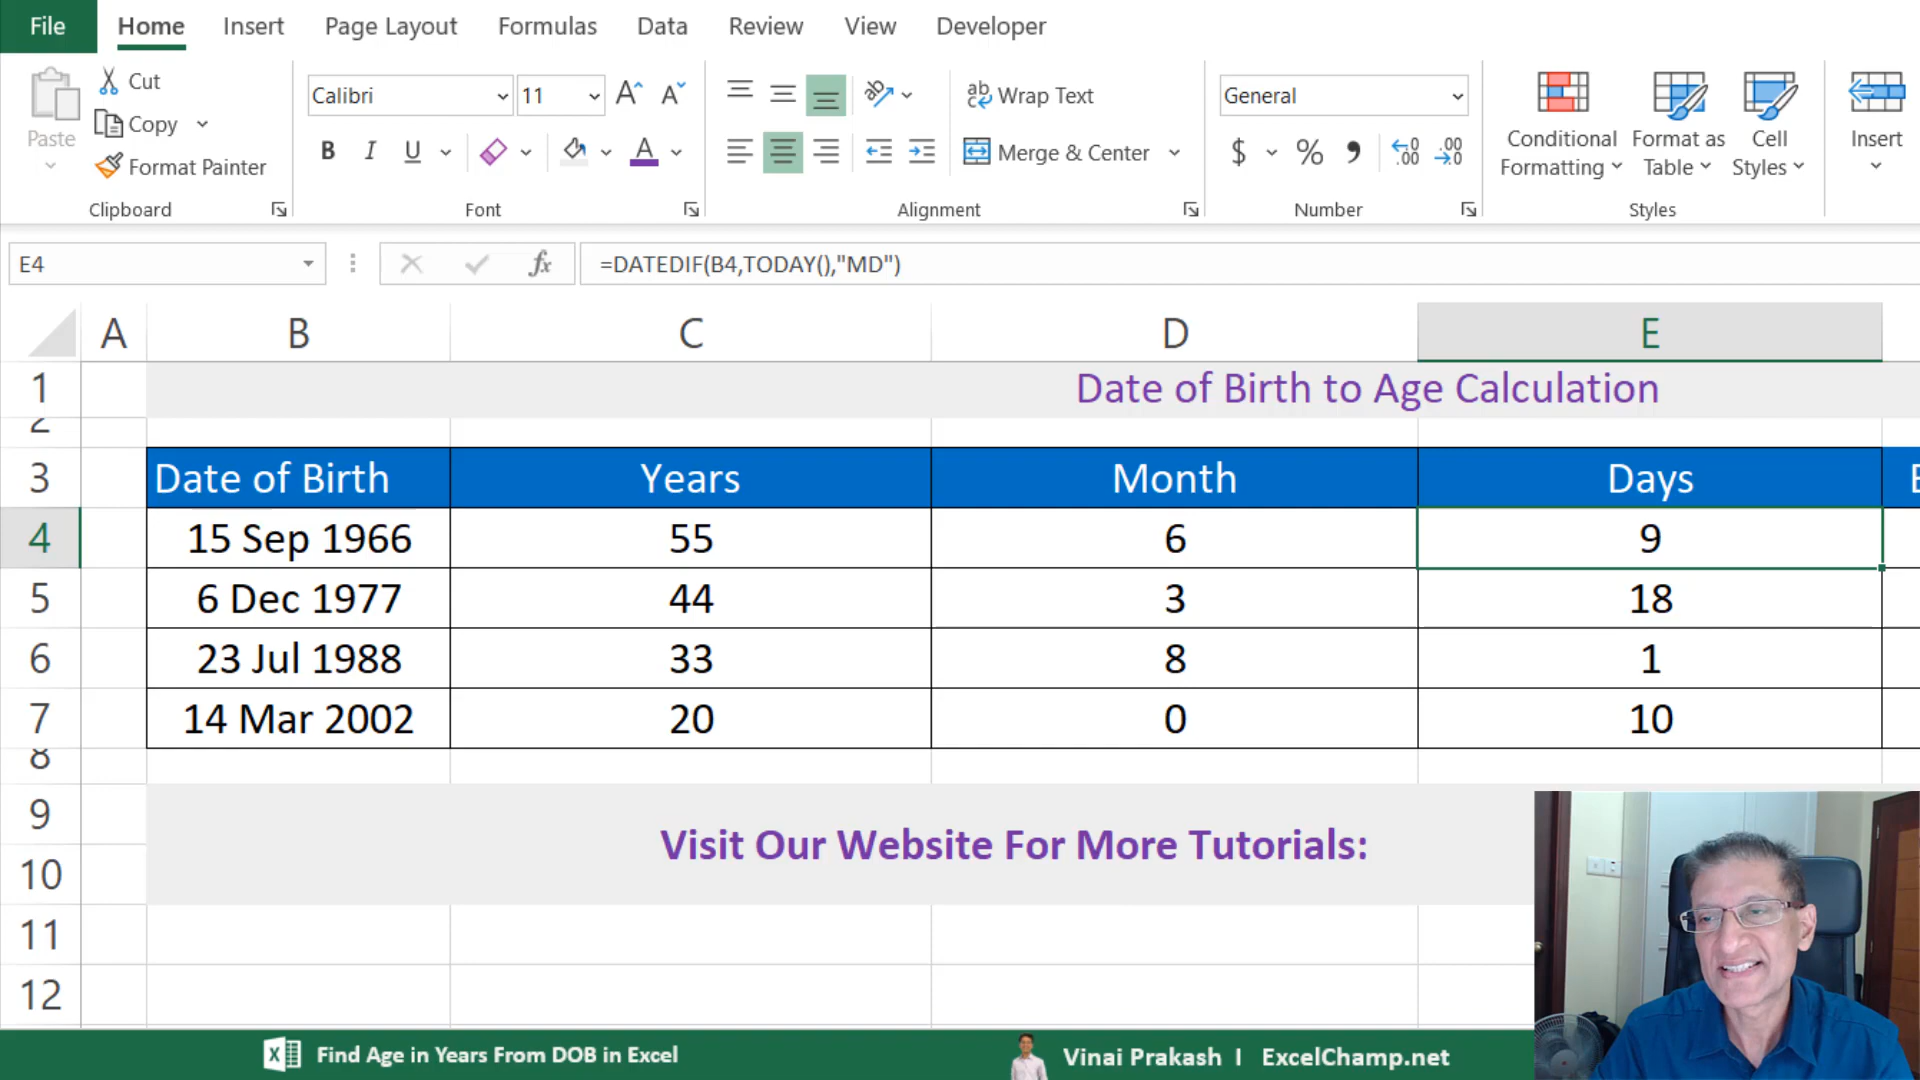 File Home Insert Page Layout Formulas Data Review View Developer
Paste
Cut
Copy
Format Painter
Clipboard
Calibri 11
B I U
Font
Wrap Text
Merge & Center
Alignment
General
$ % ,
Number
Conditional Formatting
Format as Table
Cell Styles
Styles
Insert
E4 fx =DATEDIF(B4,TODAY(),"MD")
A B C D E
1 Date of Birth to Age Calculation
2
3 Date of Birth Years Month Days
4 15 Sep 1966 55 6 9
5 6 Dec 1977 44 3 18
6 23 Jul 1988 33 8 1
7 14 Mar 2002 20 0 10
8
9
Visit Our Website For More Tutorials:
10
11
12
Find Age in Years From DOB in Excel
Vinai Prakash I ExcelChamp.net